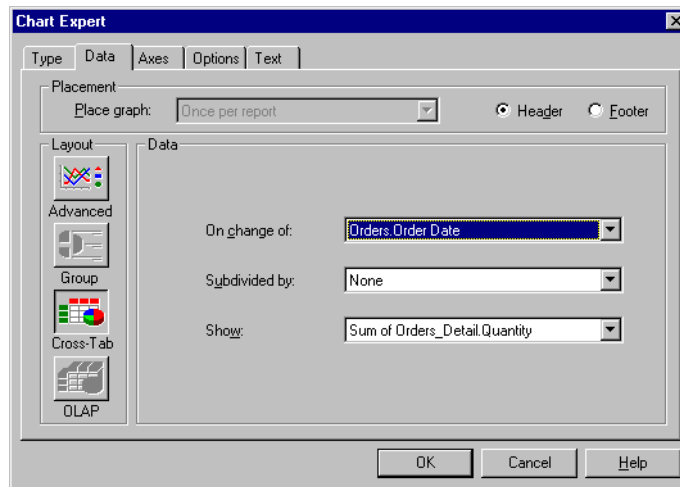 Chart Expert
Type Data Axes Options Text
Placement
Place graph: Once per report Header Footer
Layout Data
Advanced
On change of: Orders.Order Date
Group
Subdivided by: None
Show: Sum of Orders_Detail.Quantity
Cross-Tab
OLAP
OK Cancel Help